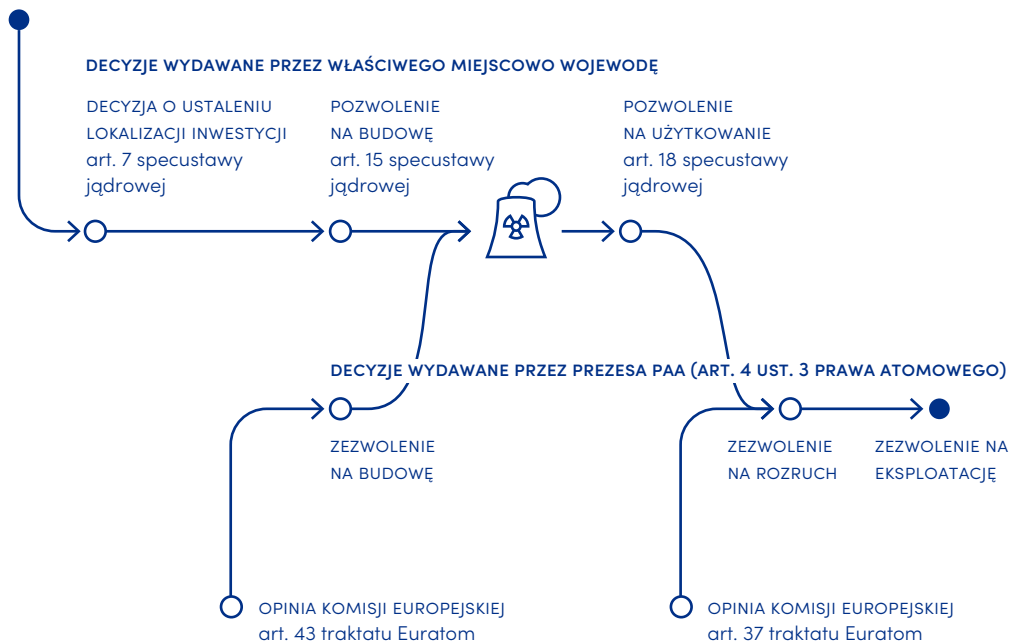 DECYZJE WYDAWANE PRZEZ WŁAŚCIWEGO MIEJSCOWO WOJEWODĘ
DECYZJA O USTALENIU
LOKALIZACJI INWESTYCJI
art. 7 specustawy
jądrowej
POZWOLENIE
NA BUDOWĘ
art. 15 specustawy
jądrowej
POZWOLENIE
NA UŻYTKOWANIE
art. 18 specustawy
jądrowej
DECYZJE WYDAWANE PRZEZ PREZESA PAA (ART. 4 UST. 3 PRAWA ATOMOWEGO)
ZEZWOLENIE
NA BUDOWĘ
ZEZWOLENIE
NA ROZRUCH
ZEZWOLENIE NA
EKSPLOATACJĘ
OPINIA KOMISJI EUROPEJSKIEJ
art. 43 traktatu Euratom
OPINIA KOMISJI EUROPEJSKIEJ
art. 37 traktatu Euratom